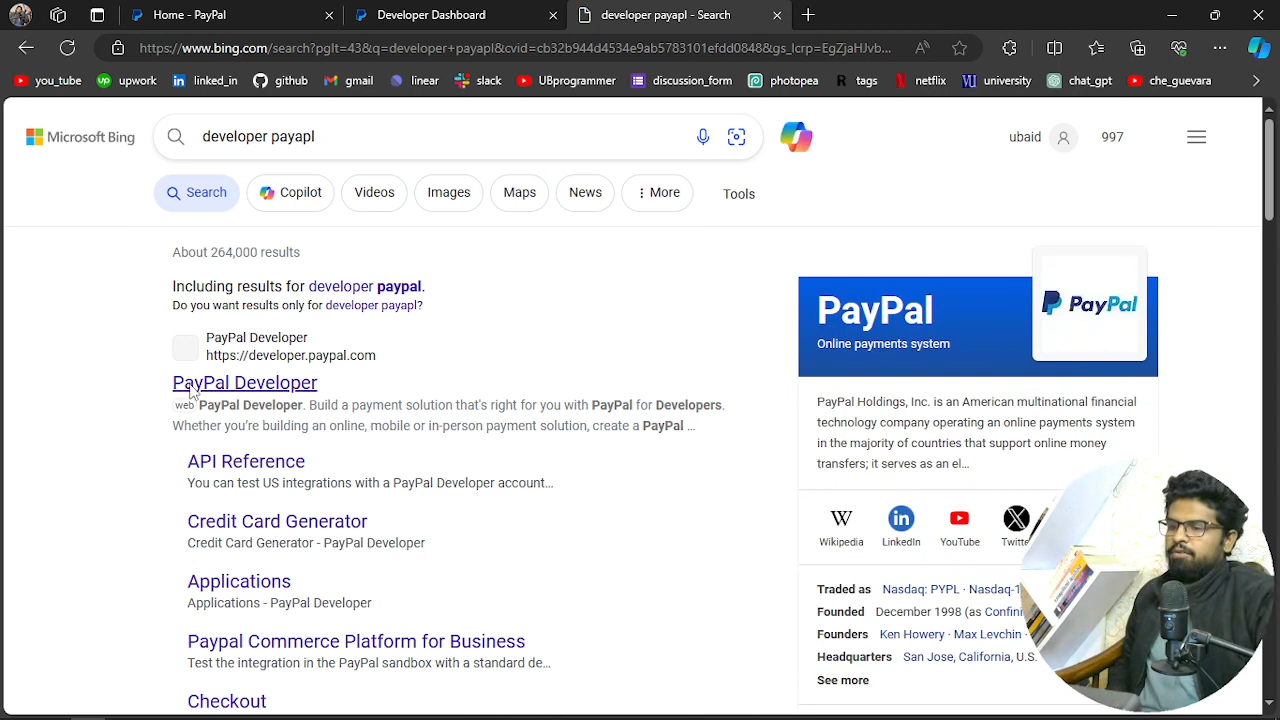 Home - PayPal
Developer Dashboard
developer payapl - Search
https://www.bing.com/search?pglt=43&q=developer+payapl&cvid=cb32b944d4534e9ab5783101efdd0848&gs_lcrp=EgZjaHJvb...
you_tube
upwork
linked_in
github
gmail
linear
slack
UBprogrammer
discussion_form
photopea
tags
netflix
university
chat_gpt
che_guevara
Microsoft Bing
developer payapl
ubaid
997
Search
Copilot
Videos
Images
Maps
News
More
Tools
About 264,000 results
Including results for developer paypal.
Do you want results only for developer payapl?
PayPal Developer
https://developer.paypal.com
PayPal Developer
web PayPal Developer. Build a payment solution that's right for you with PayPal for Developers.
Whether you're building an online, mobile or in-person payment solution, create a PayPal ...
API Reference
You can test US integrations with a PayPal Developer account...
Credit Card Generator
Credit Card Generator - PayPal Developer
Applications
Applications - PayPal Developer
Paypal Commerce Platform for Business
Test the integration in the PayPal sandbox with a standard de...
Checkout
PayPal
Online payments system
PayPal
PayPal Holdings, Inc. is an American multinational financial
technology company operating an online payments system
in the majority of countries that support online money
transfers; it serves as an el...
Wikipedia
LinkedIn
YouTube
Twitte
Traded as Nasdaq: PYPL · Nasdaq-1
Founded December 1998 (as Confini
Founders Ken Howery · Max Levchin ·
Headquarters San Jose, California, U.S.
See more